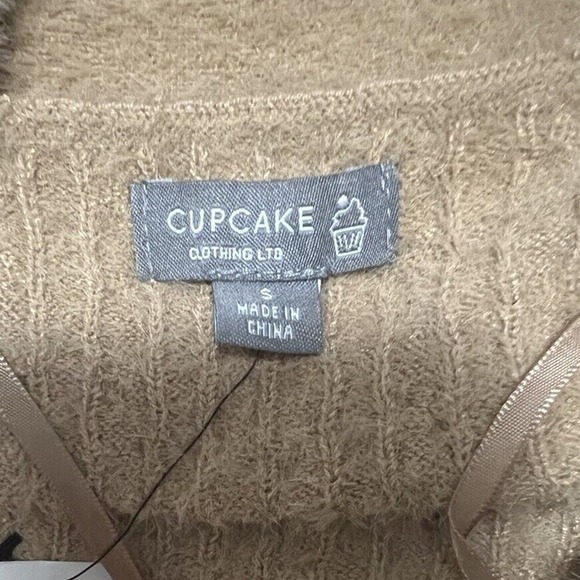 CUPCAKE
CLOTHING LTD
S
MADE IN
CHINA